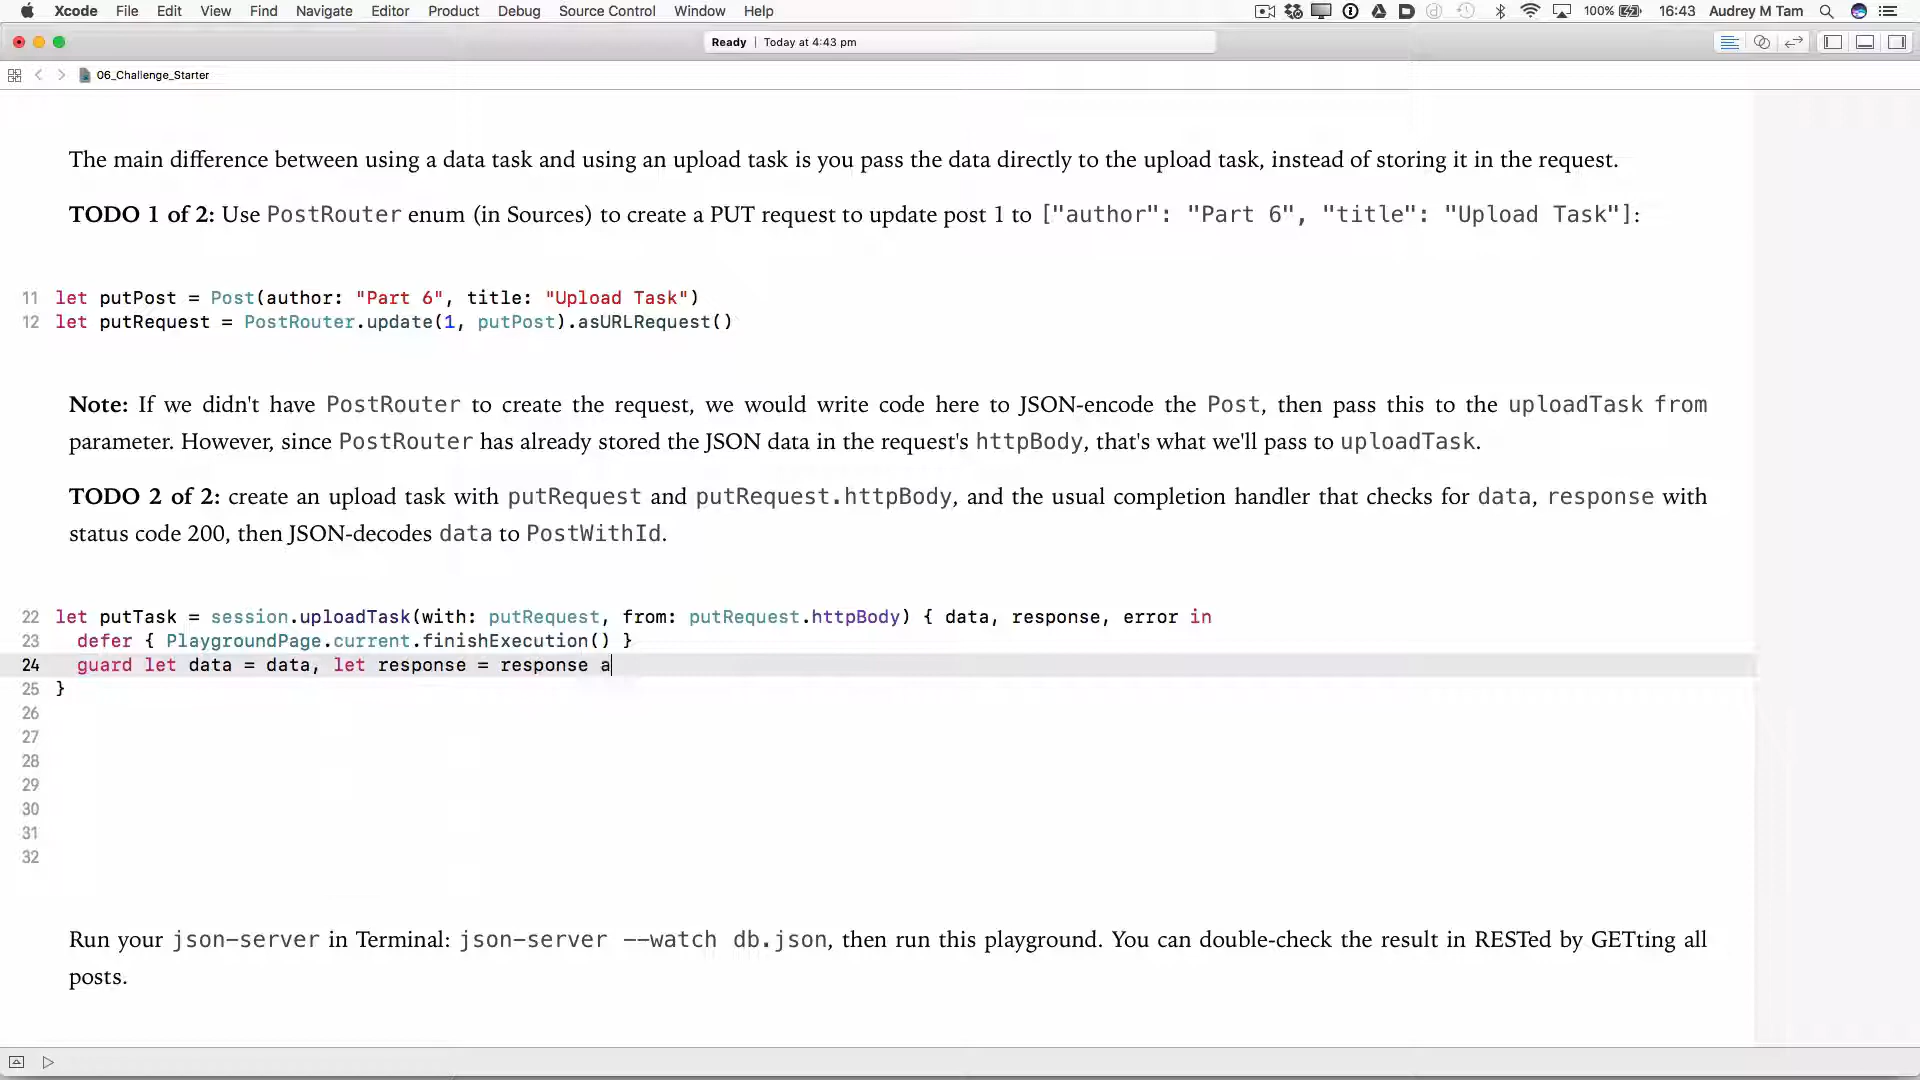 Xcode File Edit View Find Navigate Editor Product Debug Source Control Window Help 100% 16:43 Audrey M Tam
Ready | Today at 4:43 pm
06_Challenge_Starter
The main difference between using a data task and using an upload task is you pass the data directly to the upload task, instead of storing it in the request.
TODO 1 of 2: Use PostRouter enum (in Sources) to create a PUT request to update post 1 to ["author": "Part 6", "title": "Upload Task"]:
11 let putPost = Post(author: "Part 6", title: "Upload Task")
12 let putRequest = PostRouter.update(1, putPost).asURLRequest()
Note: If we didn't have PostRouter to create the request, we would write code here to JSON-encode the Post, then pass this to the uploadTask from
parameter. However, since PostRouter has already stored the JSON data in the request's httpBody, that's what we'll pass to uploadTask.
TODO 2 of 2: create an upload task with putRequest and putRequest.httpBody, and the usual completion handler that checks for data, response with
status code 200, then JSON-decodes data to PostWithId.
22 let putTask = session.uploadTask(with: putRequest, from: putRequest.httpBody) { data, response, error in
23 defer { PlaygroundPage.current.finishExecution() }
24 guard let data = data, let response = response a
25 }
26
27
28
29
30
31
32
Run your json-server in Terminal: json-server --watch db.json, then run this playground. You can double-check the result in RESTed by GETting all
posts.